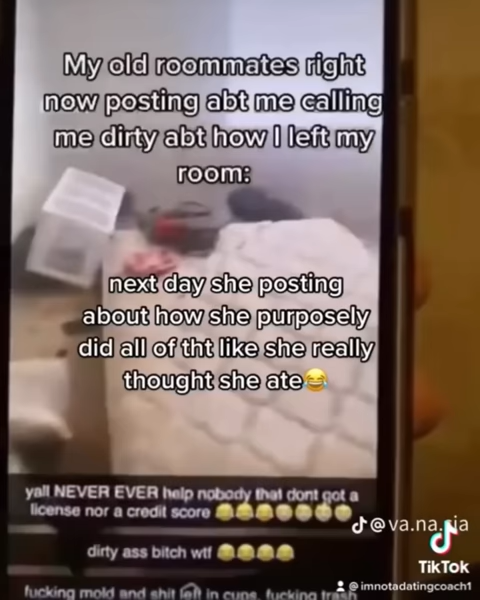 My old roommates right
now posting abt me calling
me dirty abt how I left my
room:
next day she posting
about how she purposely
did all of tht like she really
thought she ate😂
yall NEVER EVER help nobody that dont got a
license nor a credit score 😂😂😂😂😂😂😂
@va.na.
TikTok
dirty ass bitch wtf 😂😂😂😂
@imnotadatingcoach1
fucking mold and shit left in cups, fucking trash